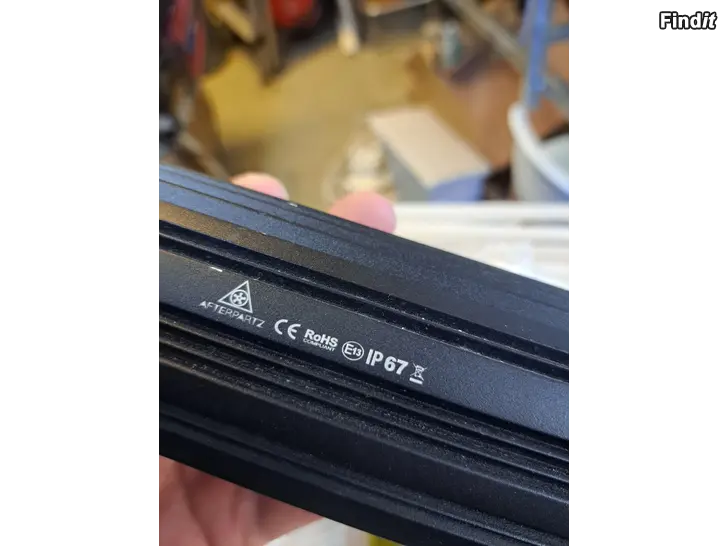 Findit
AFTERPARTZ
CE RoHS
COMPLIANT
E13 IP67